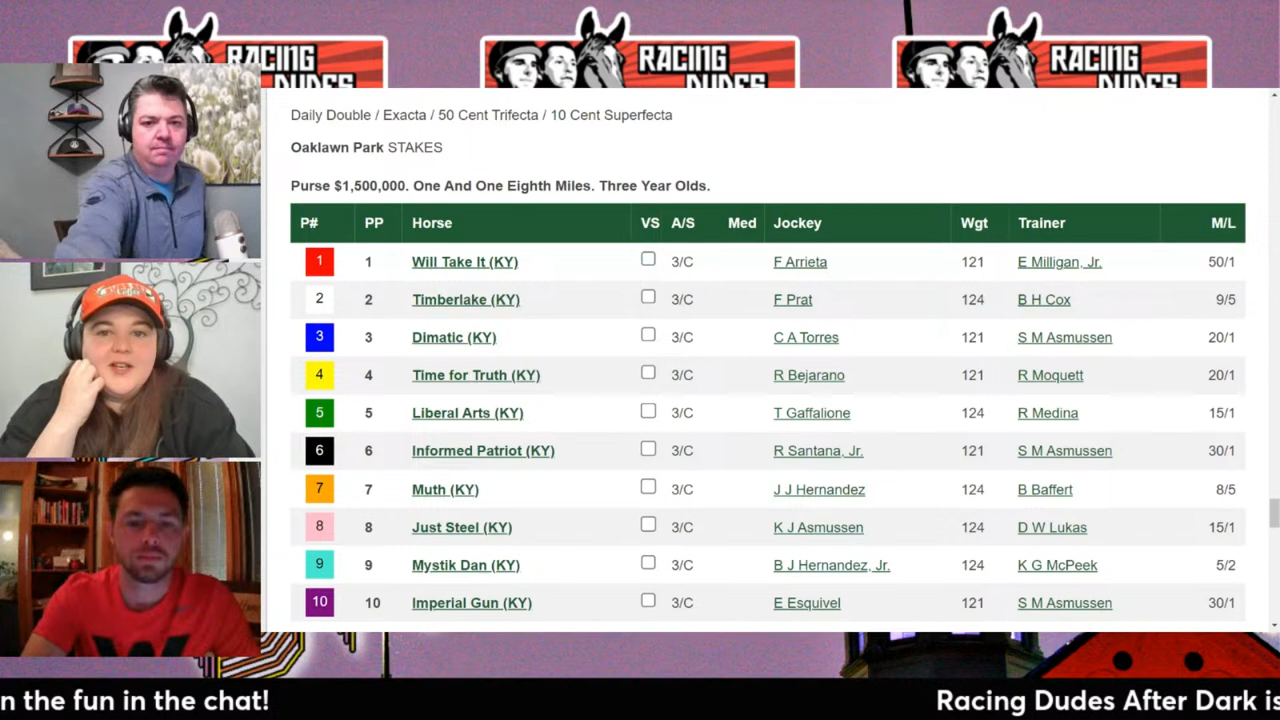 RACING
DUDES
RACING
DUDES
RACING
DUDES
Daily Double / Exacta / 50 Cent Trifecta / 10 Cent Superfecta
Oaklawn Park STAKES
Purse $1,500,000. One And One Eighth Miles. Three Year Olds.
P# PP Horse VS A/S Med Jockey Wgt Trainer M/L
1 1 Will Take It (KY) 3/C F Arrieta 121 E Milligan, Jr. 50/1
2 2 Timberlake (KY) 3/C F Prat 124 B H Cox 9/5
3 3 Dimatic (KY) 3/C C A Torres 121 S M Asmussen 20/1
4 4 Time for Truth (KY) 3/C R Bejarano 121 R Moquett 20/1
5 5 Liberal Arts (KY) 3/C T Gaffalione 124 R Medina 15/1
6 6 Informed Patriot (KY) 3/C R Santana, Jr. 121 S M Asmussen 30/1
7 7 Muth (KY) 3/C J J Hernandez 124 B Baffert 8/5
8 8 Just Steel (KY) 3/C K J Asmussen 124 D W Lukas 15/1
9 9 Mystik Dan (KY) 3/C B J Hernandez, Jr. 124 K G McPeek 5/2
10 10 Imperial Gun (KY) 3/C E Esquivel 121 S M Asmussen 30/1
n the fun in the chat! Racing Dudes After Dark is